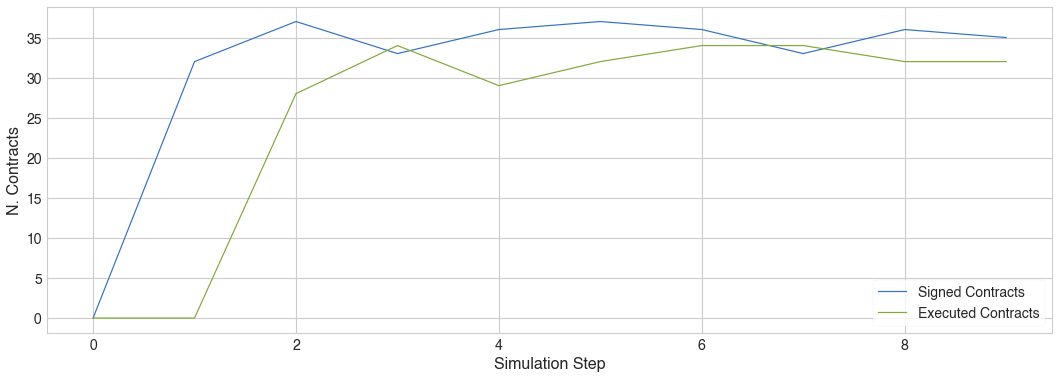 N. Contracts
35
30
25
20
15
10
5
0
0 2 4 6 8
Simulation Step
Signed Contracts
Executed Contracts